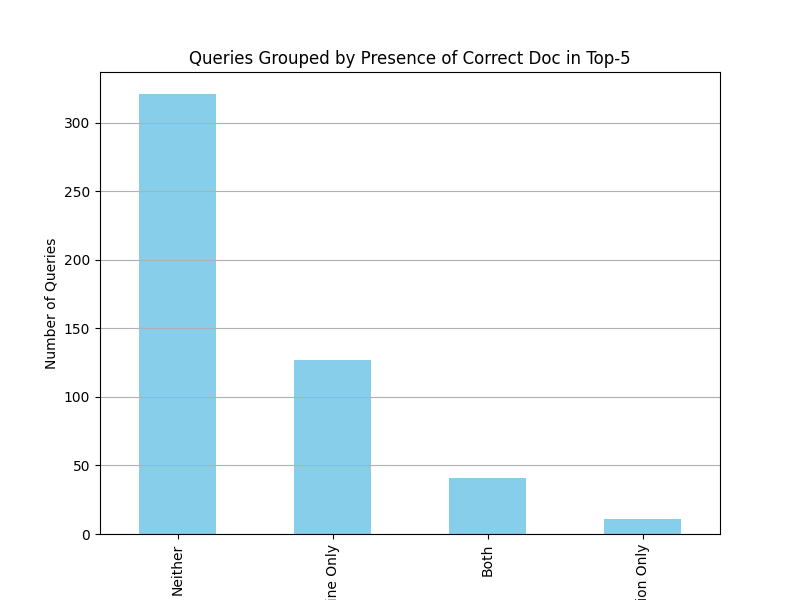 Queries Grouped by Presence of Correct Doc in Top-5
Number of Queries
300
250
200
150
100
50
0
Neither
ine Only
Both
ion Only